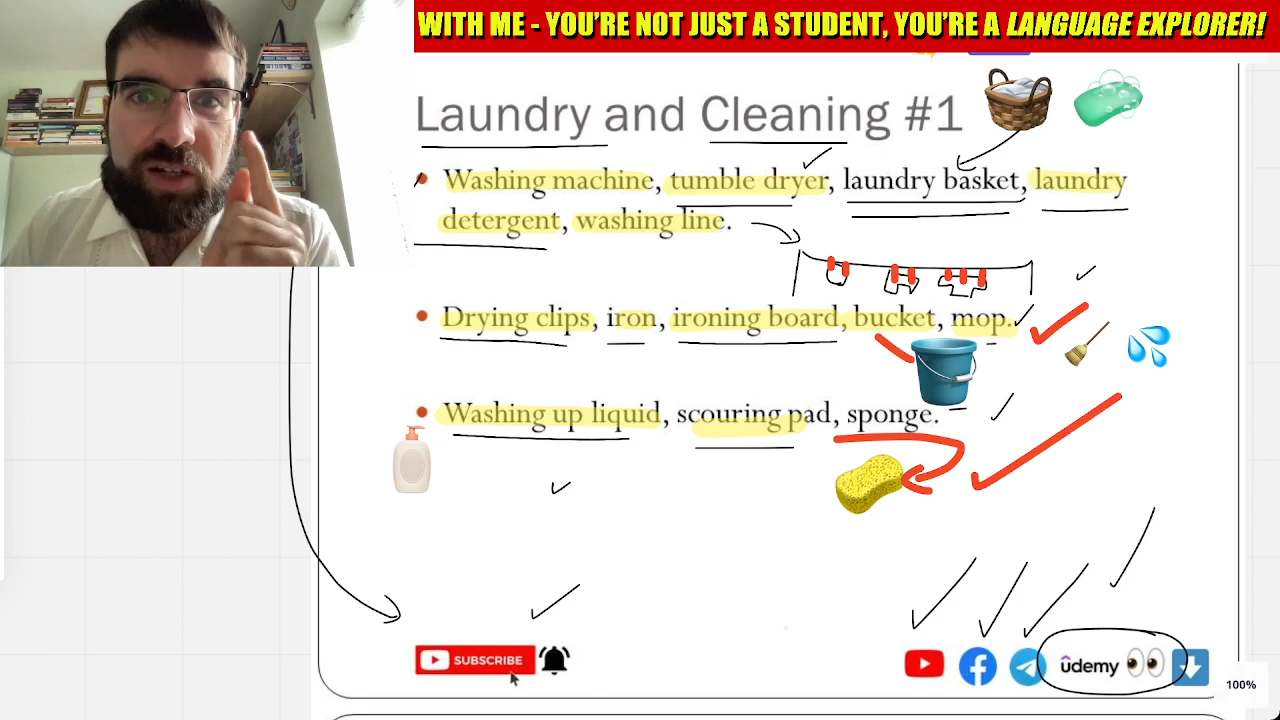 WITH ME - YOU'RE NOT JUST A STUDENT, YOU'RE A LANGUAGE EXPLORER!
Laundry and Cleaning #1
Washing machine, tumble dryer, laundry basket, laundry
detergent, washing line.
Drying clips, iron, ironing board, bucket, mop.
Washing up liquid, scouring pad, sponge.
SUBSCRIBE
udemy
100%